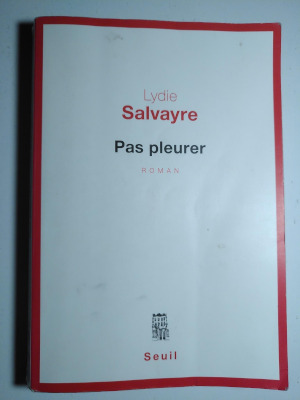 Lydie
Salvayre
Pas pleurer
ROMAN
Seuil